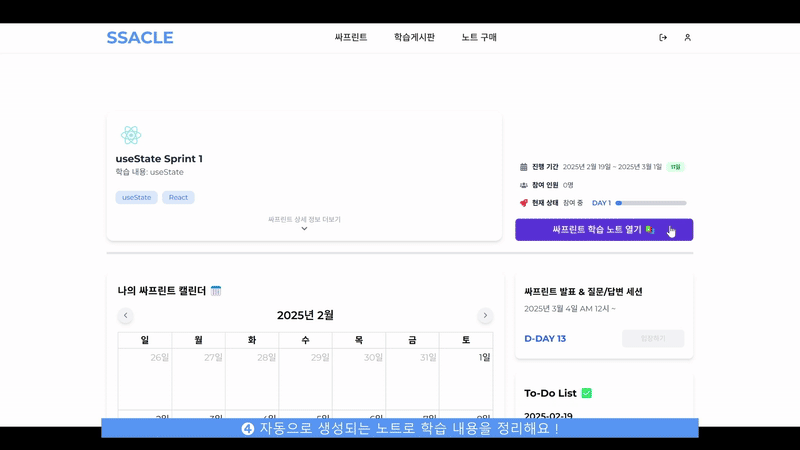 SSACLE
싸프린트
학습게시판
노트 구매
useState Sprint 1
학습 내용: useState
useState
React
싸프린트 상세 정보 더보기
진행 기간 2025년 2월 19일 ~ 2025년 3월 1일 11일
참여 인원 0명
현재 상태 참여 중 DAY 1
싸프린트 학습 노트 열기
나의 싸프린트 캘린더
2025년 2월
일 월 화 수 목 금 토
26일 27일 28일 29일 30일 31일 1일
싸프린트 발표 & 질문/답변 세션
2025년 3월 4일 AM 12시 ~
D-DAY 13
입장하기
To-Do List
2025-02-19
4 자동으로 생성되는 노트로 학습 내용을 정리해요 !